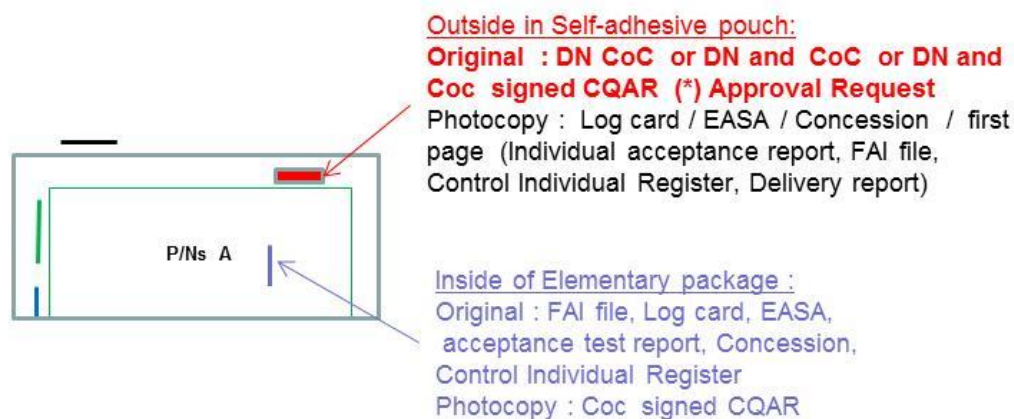 Outside in Self-adhesive pouch:
Original : DN CoC or DN and CoC or DN and
Coc signed CQAR (*) Approval Request
Photocopy : Log card / EASA / Concession / first
page (Individual acceptance report, FAI file,
Control Individual Register, Delivery report)
P/Ns A
Inside of Elementary package :
Original : FAI file, Log card, EASA,
acceptance test report, Concession,
Control Individual Register
Photocopy : Coc signed CQAR